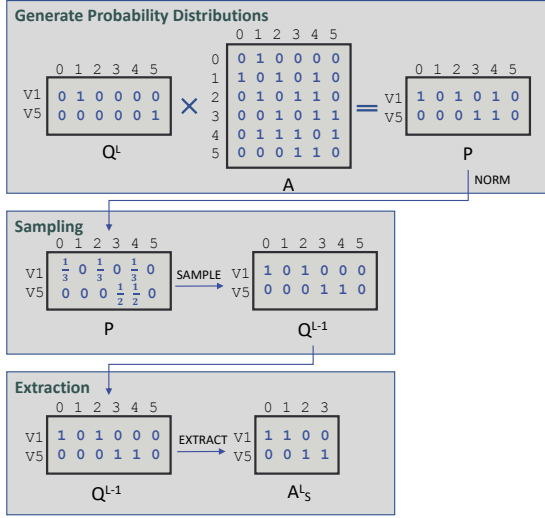 Generate Probability Distributions
0 1 2 3 4 5
V1 0 1 0 0 0 0
V5 0 0 0 0 0 1
Q^L
×
0 1 2 3 4 5
0 0 1 0 0 0 0
1 1 0 1 0 1 0
2 0 1 0 1 1 0
3 0 0 1 0 1 1
4 0 1 1 1 0 1
5 0 0 0 1 1 0
A
=
0 1 2 3 4 5
V1 1 0 1 0 1 0
V5 0 0 0 1 1 0
P
NORM
Sampling
0 1 2 3 4 5
V1 1/3 0 1/3 0 1/3 0
V5 0 0 0 1/2 1/2 0
P
SAMPLE
0 1 2 3 4 5
V1 1 0 1 0 0 0
V5 0 0 0 1 1 0
Q^L-1
Extraction
0 1 2 3 4 5
V1 1 0 1 0 0 0
V5 0 0 0 1 1 0
Q^L-1
EXTRACT
0 1 2 3
V1 1 1 0 0
V5 0 0 1 1
A^L_S